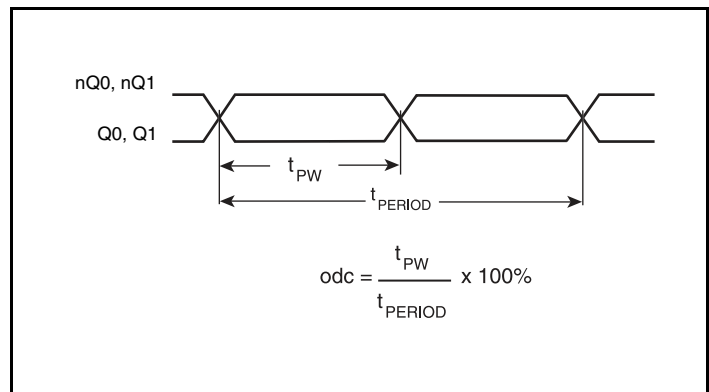 nQ0, nQ1
Q0, Q1
tPW
tPERIOD
odc = tPW / tPERIOD x 100%